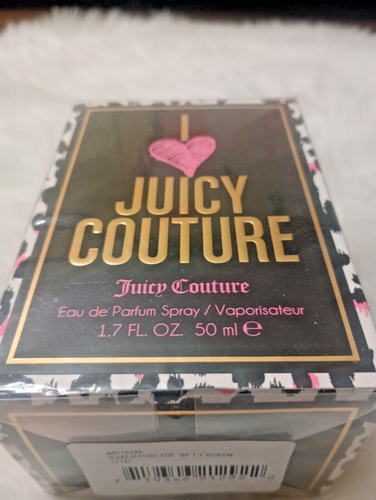 I
JUICY
COUTURE
Juicy Couture
Eau de Parfum Spray / Vaporisateur
1.7 FL. OZ. 50 ml ℮